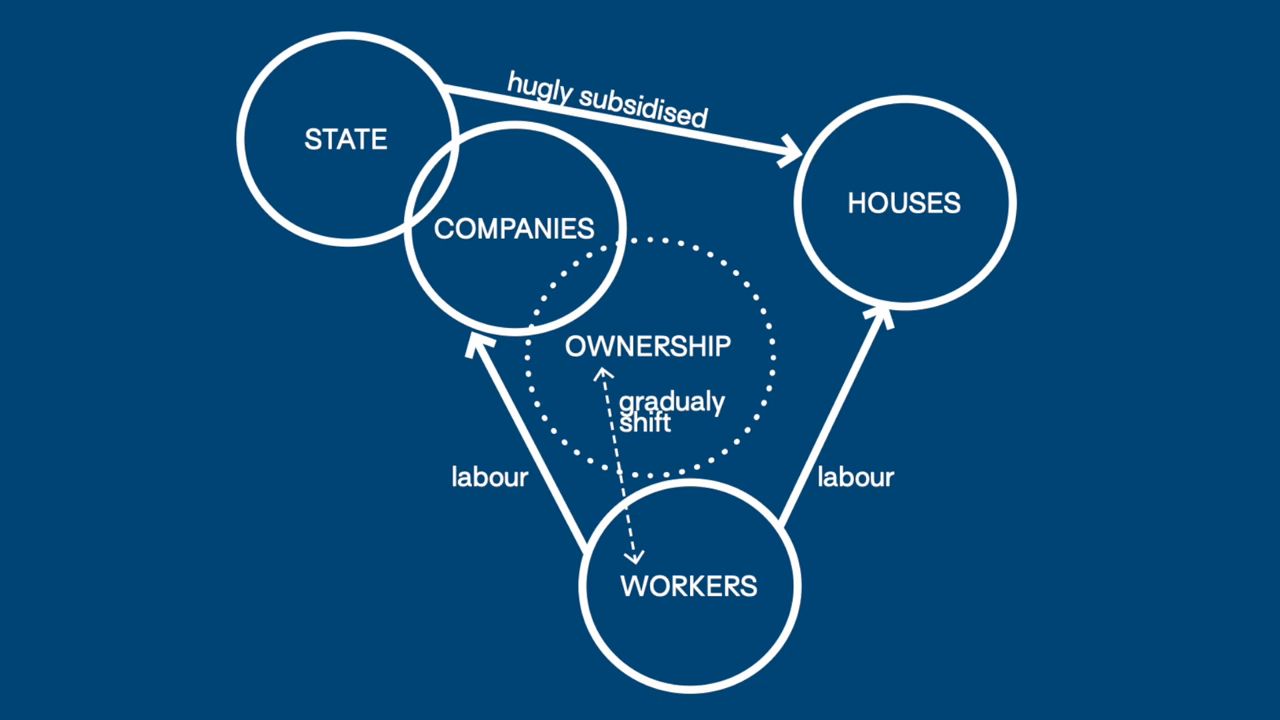 hugly subsidised
STATE
HOUSES
COMPANIES
OWNERSHIP
gradualy
shift
labour
labour
WORKERS